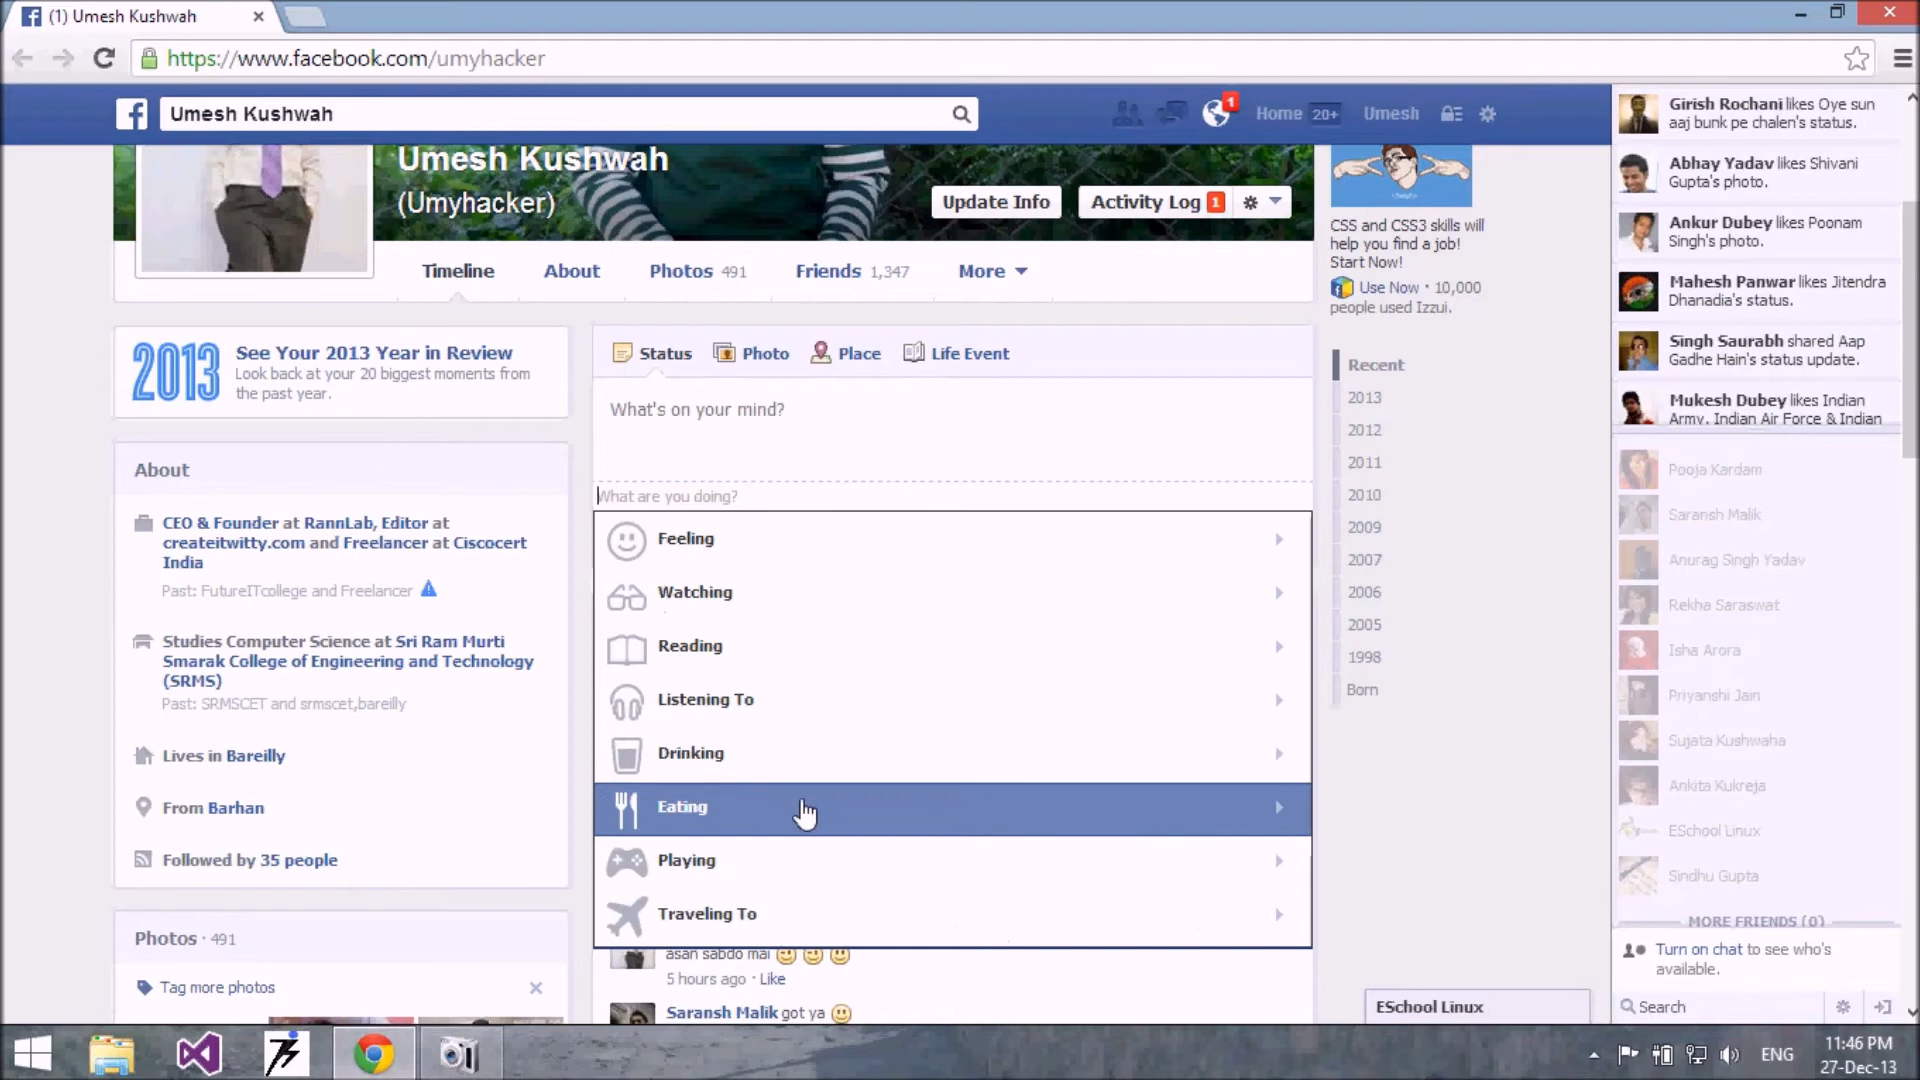 (1) Umesh Kushwah
https://www.facebook.com/umyhacker
Umesh Kushwah
1
Home 20+
Umesh
Umesh Kushwah
(Umyhacker)
Update Info
Activity Log 1
Timeline
About
Photos 491
Friends 1,347
More
2013
See Your 2013 Year in Review
Look back at your 20 biggest moments from
the past year.
About
CEO & Founder at RannLab, Editor at
createitwitty.com and Freelancer at Ciscocert
India
Past: FutureITcollege and Freelancer
Studies Computer Science at Sri Ram Murti
Smarak College of Engineering and Technology
(SRMS)
Past: SRMSCET and srmscet,bareilly
Lives in Bareilly
From Barhan
Followed by 35 people
Photos · 491
Tag more photos
Status
Photo
Place
Life Event
What's on your mind?
What are you doing?
Feeling
Watching
Reading
Listening To
Drinking
Eating
Playing
Traveling To
asan sabdo mai
5 hours ago · Like
Saransh Malik got ya
CSS and CSS3 skills will
help you find a job!
Start Now!
Use Now · 10,000
people used Izzui.
Recent
2013
2012
2011
2010
2009
2007
2006
2005
1998
Born
ESchool Linux
Girish Rochani likes Oye sun
aaj bunk pe chalen's status.
Abhay Yadav likes Shivani
Gupta's photo.
Ankur Dubey likes Poonam
Singh's photo.
Mahesh Panwar likes Jitendra
Dhanadia's status.
Singh Saurabh shared Aap
Gadhe Hain's status update.
Mukesh Dubey likes Indian
Army, Indian Air Force & Indian
Pooja Kardam
Saransh Malik
Anurag Singh Yadav
Rekha Saraswat
Isha Arora
Priyanshi Jain
Sujata Kushwaha
Ankita Kukreja
ESchool Linux
Sindhu Gupta
MORE FRIENDS (0)
Turn on chat to see who's
available.
Search
ENG
11:46 PM
27-Dec-13